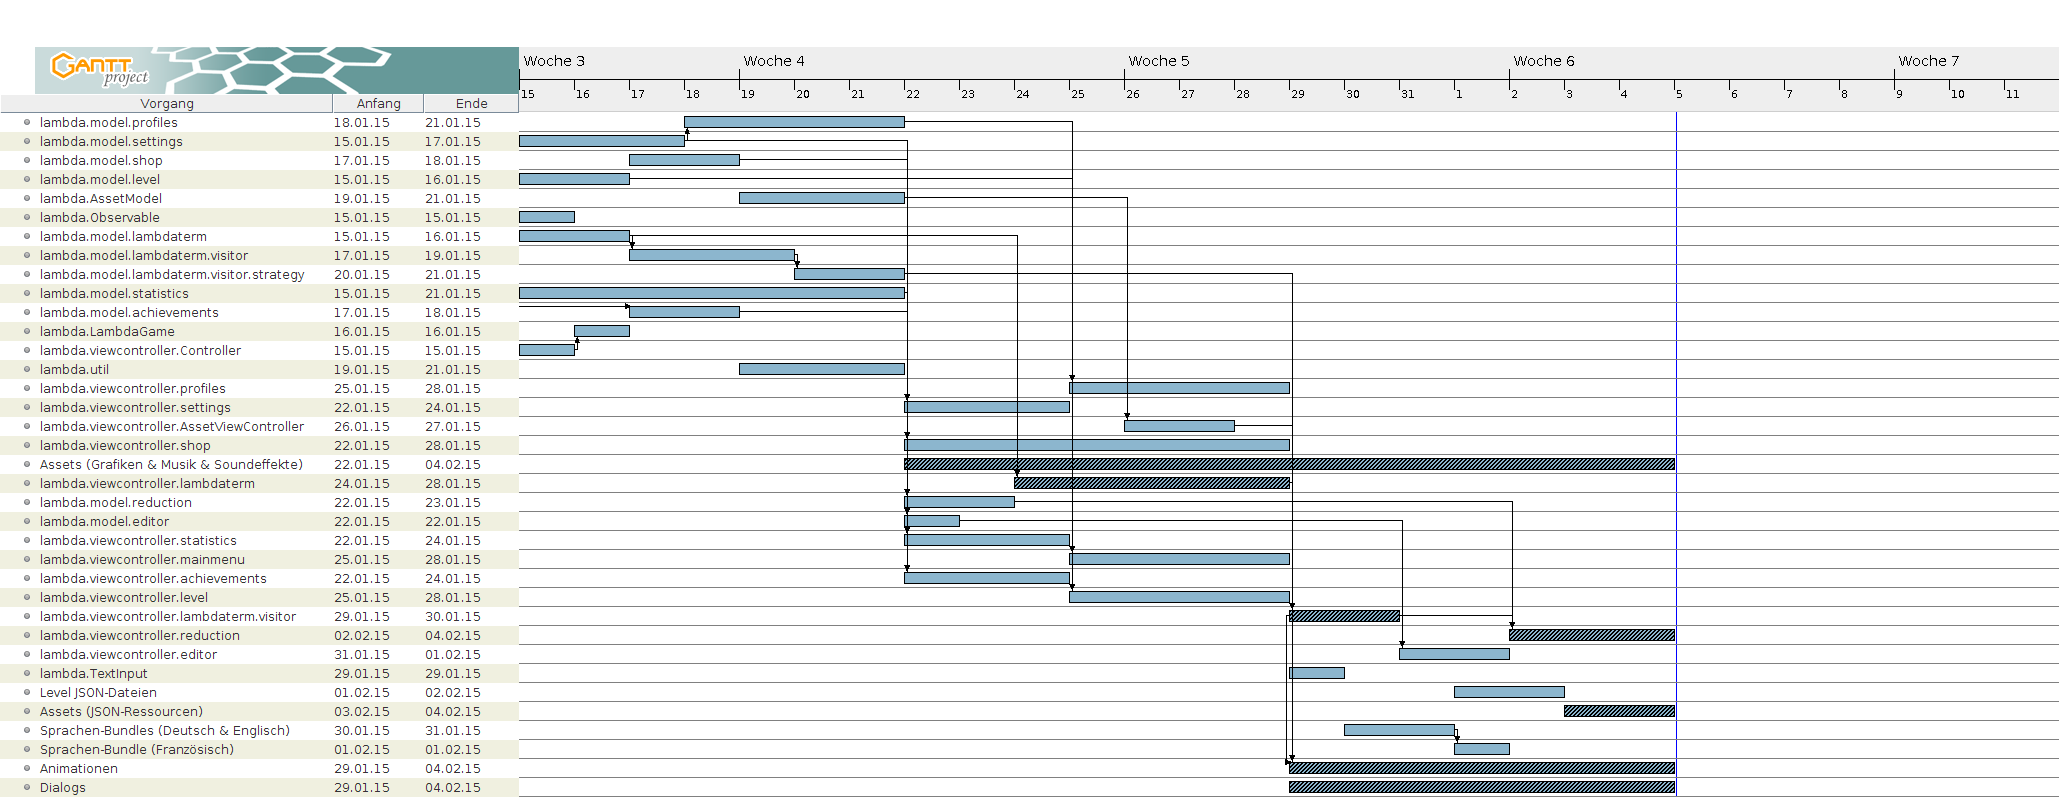 GANTT
project
Woche 3 Woche 4 Woche 5 Woche 6 Woche 7
15 16 17 18 19 20 21 22 23 24 25 26 27 28 29 30 31 1 2 3 4 5 6 7 8 9 10 11
Vorgang Anfang Ende
lambda.model.profiles 18.01.15 21.01.15
lambda.model.settings 15.01.15 17.01.15
lambda.model.shop 17.01.15 18.01.15
lambda.model.level 15.01.15 16.01.15
lambda.AssetModel 19.01.15 21.01.15
lambda.Observable 15.01.15 15.01.15
lambda.model.lambdaterm 15.01.15 16.01.15
lambda.model.lambdaterm.visitor 17.01.15 19.01.15
lambda.model.lambdaterm.visitor.strategy 20.01.15 21.01.15
lambda.model.statistics 15.01.15 21.01.15
lambda.model.achievements 17.01.15 18.01.15
lambda.LambdaGame 16.01.15 16.01.15
lambda.viewcontroller.Controller 15.01.15 15.01.15
lambda.util 19.01.15 21.01.15
lambda.viewcontroller.profiles 25.01.15 28.01.15
lambda.viewcontroller.settings 22.01.15 24.01.15
lambda.viewcontroller.AssetViewController 26.01.15 27.01.15
lambda.viewcontroller.shop 22.01.15 28.01.15
Assets (Grafiken & Musik & Soundeffekte) 22.01.15 04.02.15
lambda.viewcontroller.lambdaterm 24.01.15 28.01.15
lambda.model.reduction 22.01.15 23.01.15
lambda.model.editor 22.01.15 22.01.15
lambda.viewcontroller.statistics 22.01.15 24.01.15
lambda.viewcontroller.mainmenu 25.01.15 28.01.15
lambda.viewcontroller.achievements 22.01.15 24.01.15
lambda.viewcontroller.level 25.01.15 28.01.15
lambda.viewcontroller.lambdaterm.visitor 29.01.15 30.01.15
lambda.viewcontroller.reduction 02.02.15 04.02.15
lambda.viewcontroller.editor 31.01.15 01.02.15
lambda.TextInput 29.01.15 29.01.15
Level JSON-Dateien 01.02.15 02.02.15
Assets (JSON-Ressourcen) 03.02.15 04.02.15
Sprachen-Bundles (Deutsch & Englisch) 30.01.15 31.01.15
Sprachen-Bundle (Französisch) 01.02.15 01.02.15
Animationen 29.01.15 04.02.15
Dialogs 29.01.15 04.02.15